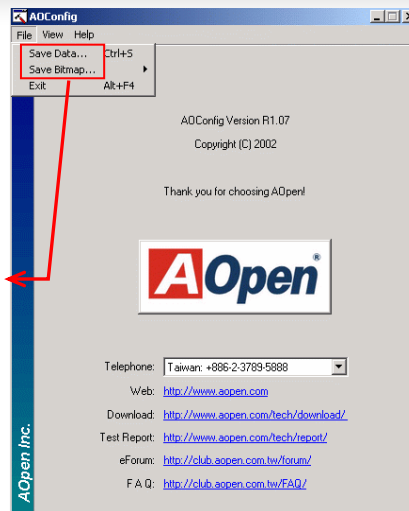 AOConfig
File View Help
Save Data... Ctrl+S
Save Bitmap...
Exit Alt+F4
AOConfig Version R1.07
Copyright (C) 2002
Thank you for choosing AOpen!
AOpen®
Telephone: Taiwan: +886-2-3789-5888
Web: http://www.aopen.com
Download: http://www.aopen.com/tech/download/
Test Report: http://www.aopen.com/tech/report/
eForum: http://club.aopen.com.tw/forum/
F A Q: http://club.aopen.com.tw/FAQ/
AOpen Inc.